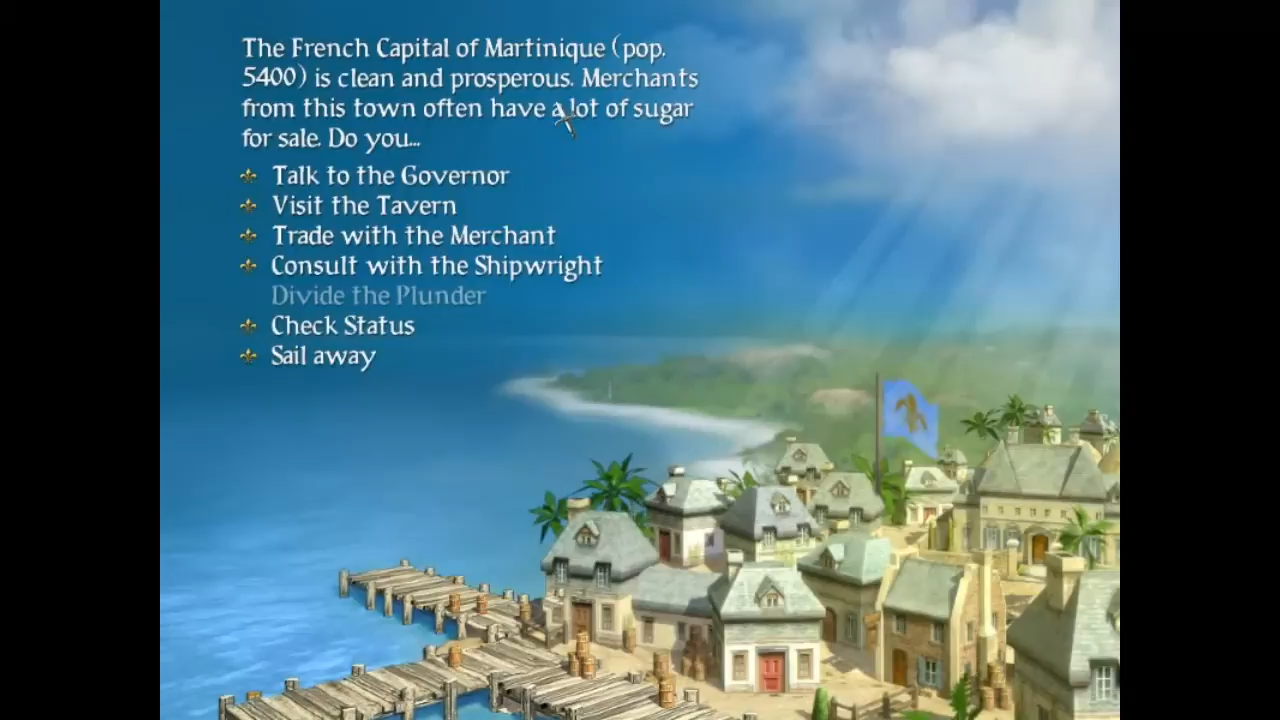 The French Capital of Martinique (pop.
5400) is clean and prosperous. Merchants
from this town often have a lot of sugar
for sale. Do you...
Talk to the Governor
Visit the Tavern
Trade with the Merchant
Consult with the Shipwright
Divide the Plunder
Check Status
Sail away